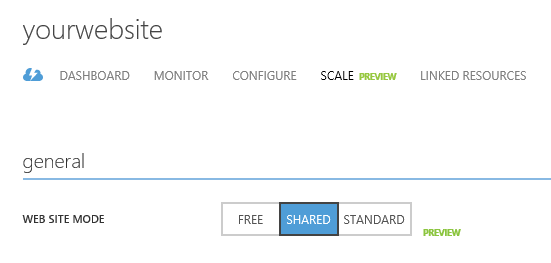 yourwebsite
DASHBOARD MONITOR CONFIGURE SCALE PREVIEW LINKED RESOURCES
general
WEB SITE MODE FREE SHARED STANDARD PREVIEW